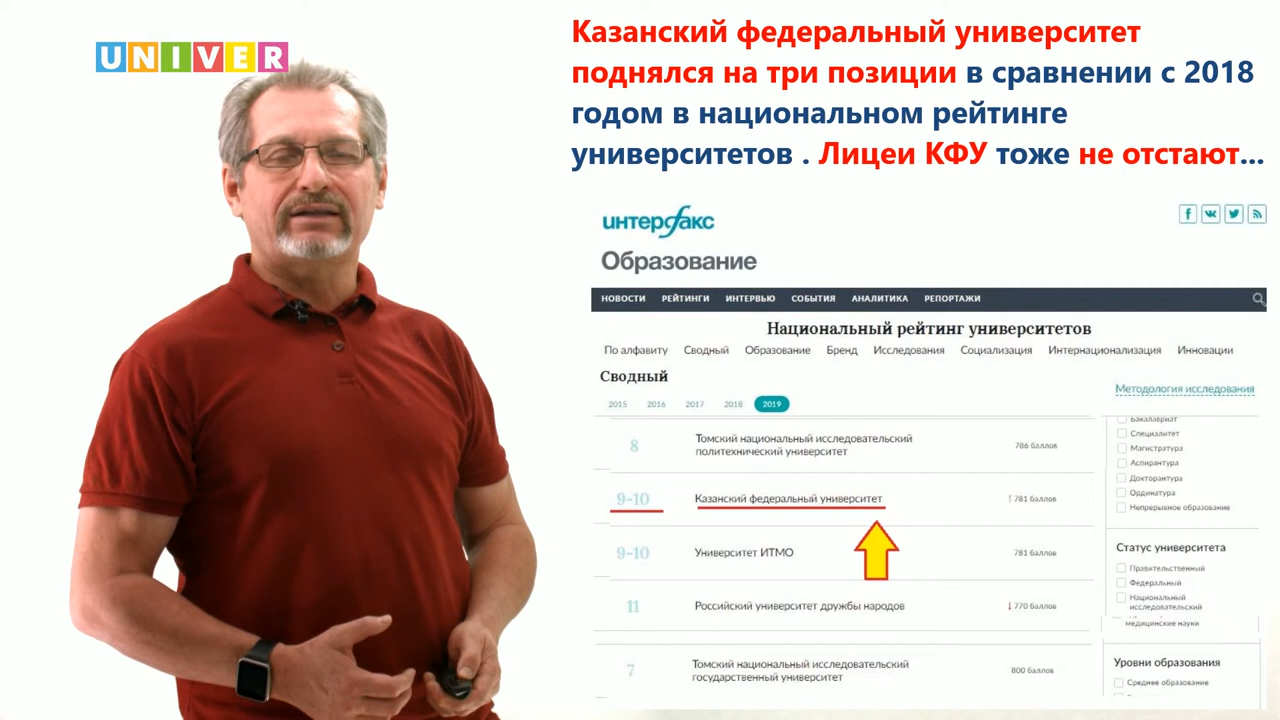 UNIVER
Казанский федеральный университет
поднялся на три позиции в сравнении с 2018
годом в национальном рейтинге
университетов . Лицеи КФУ тоже не отстают...
интерфакс
Образование
НОВОСТИ РЕЙТИНГИ ИНТЕРВЬЮ СОБЫТИЯ АНАЛИТИКА РЕПОРТАЖИ
Национальный рейтинг университетов
По алфавиту Сводный Образование Бренд Исследования Социализация Интернационализация Инновации
Сводный
Методология исследования
2015 2016 2017 2018 2019
Бакалавриат
Специалитет
Магистратура
Аспирантура
Докторантура
Ординатура
Непрерывное образование
8 Томский национальный исследовательский
политехнический университет
786 баллов
9-10 Казанский федеральный университет ↑ 781 баллов
9-10 Университет ИТМО 781 баллов
11 Российский университет дружбы народов ↓ 770 баллов
7 Томский национальный исследовательский
государственный университет
800 баллов
Статус университета
Правительственный
Федеральный
Национальный
исследовательский
медицинские науки
Уровни образования
Среднее образование